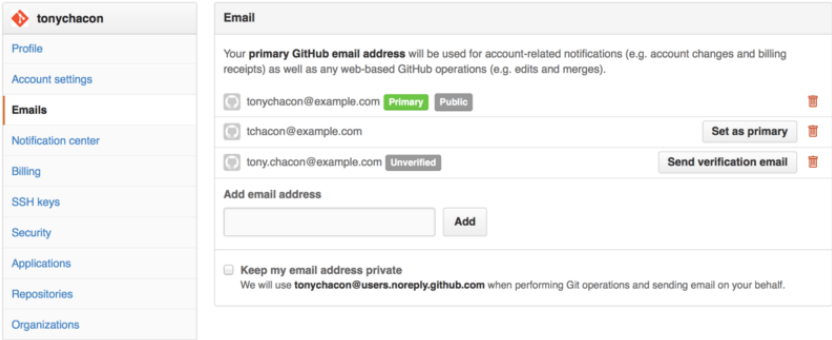 tonychacon
Profile
Account settings
Emails
Notification center
Billing
SSH keys
Security
Applications
Repositories
Organizations
Email
Your primary GitHub email address will be used for account-related notifications (e.g. account changes and billing
receipts) as well as any web-based GitHub operations (e.g. edits and merges).
tonychacon@example.com Primary Public
tchacon@example.com Set as primary
tony.chacon@example.com Unverified Send verification email
Add email address
Add
Keep my email address private
We will use tonychacon@users.noreply.github.com when performing Git operations and sending email on your behalf.